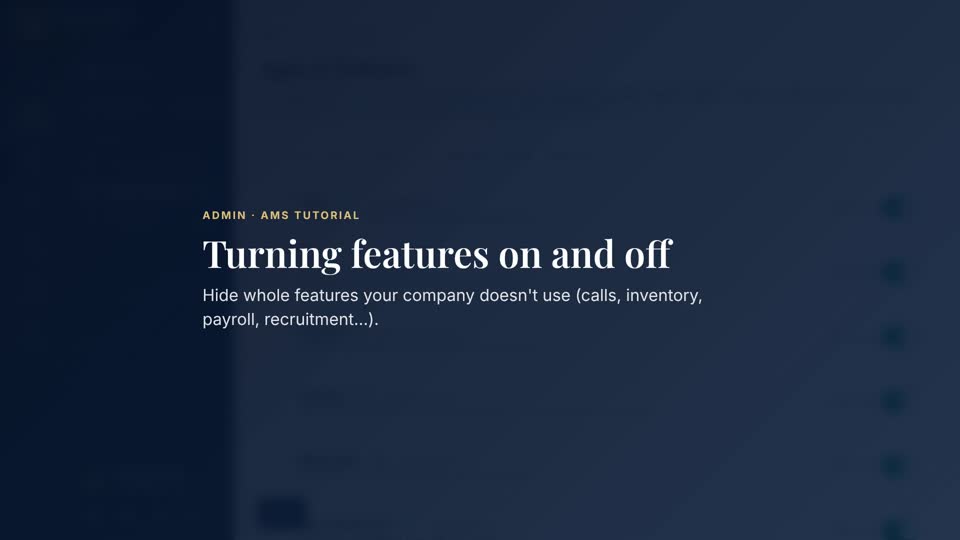 ADMIN · AMS TUTORIAL
Turning features on and off
Hide whole features your company doesn't use (calls, inventory,
payroll, recruitment...).